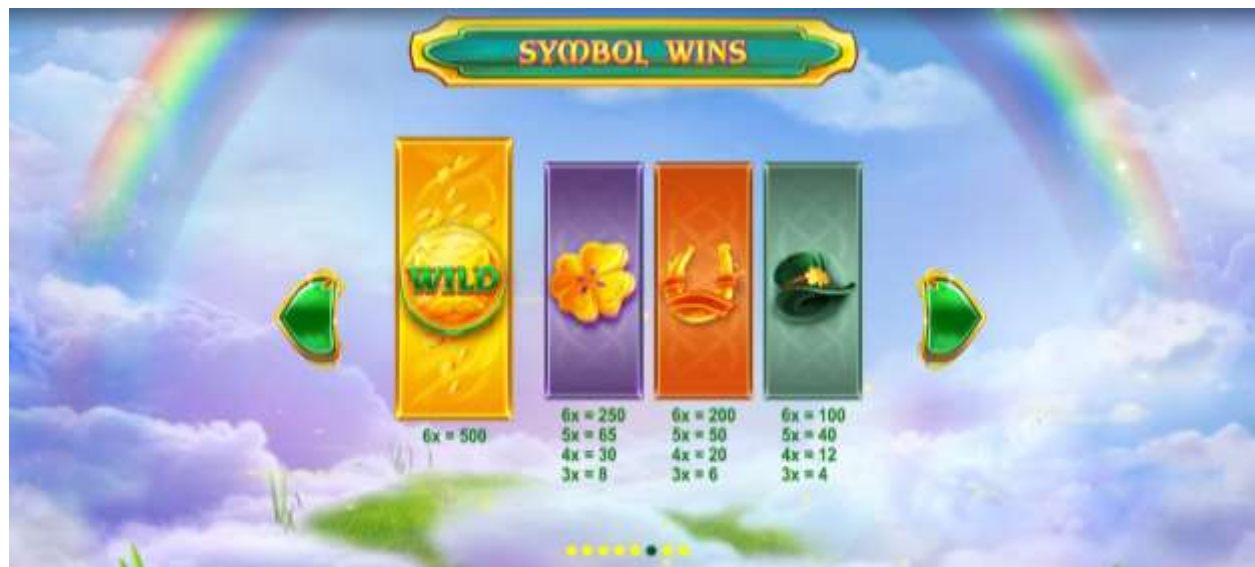 SYMBOL WINS
WILD
6x = 500
6x = 250
5x = 65
4x = 30
3x = 8
6x = 200
5x = 50
4x = 20
3x = 6
6x = 100
5x = 40
4x = 12
3x = 4